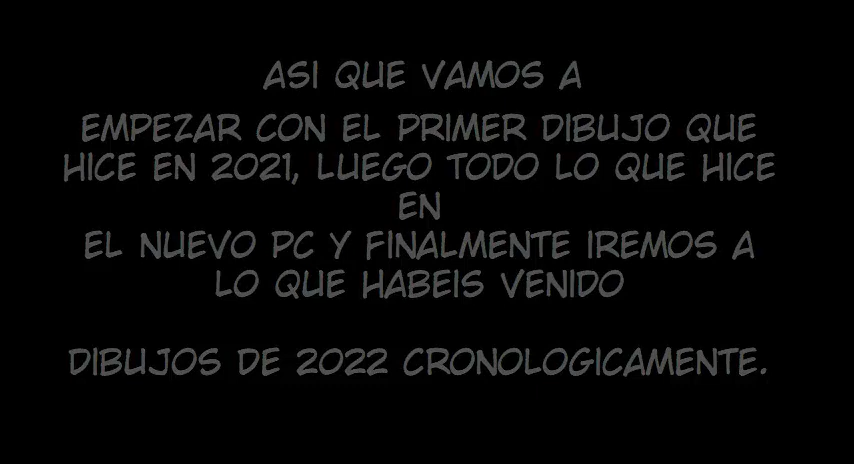 ASI QUE VAMOS A
EMPEZAR CON EL PRIMER DIBUJO QUE
HICE EN 2021, LUEGO TODO LO QUE HICE
EN
EL NUEVO PC Y FINALMENTE IREMOS A
LO QUE HABEIS VENIDO
DIBUJOS DE 2022 CRONOLOGICAMENTE.